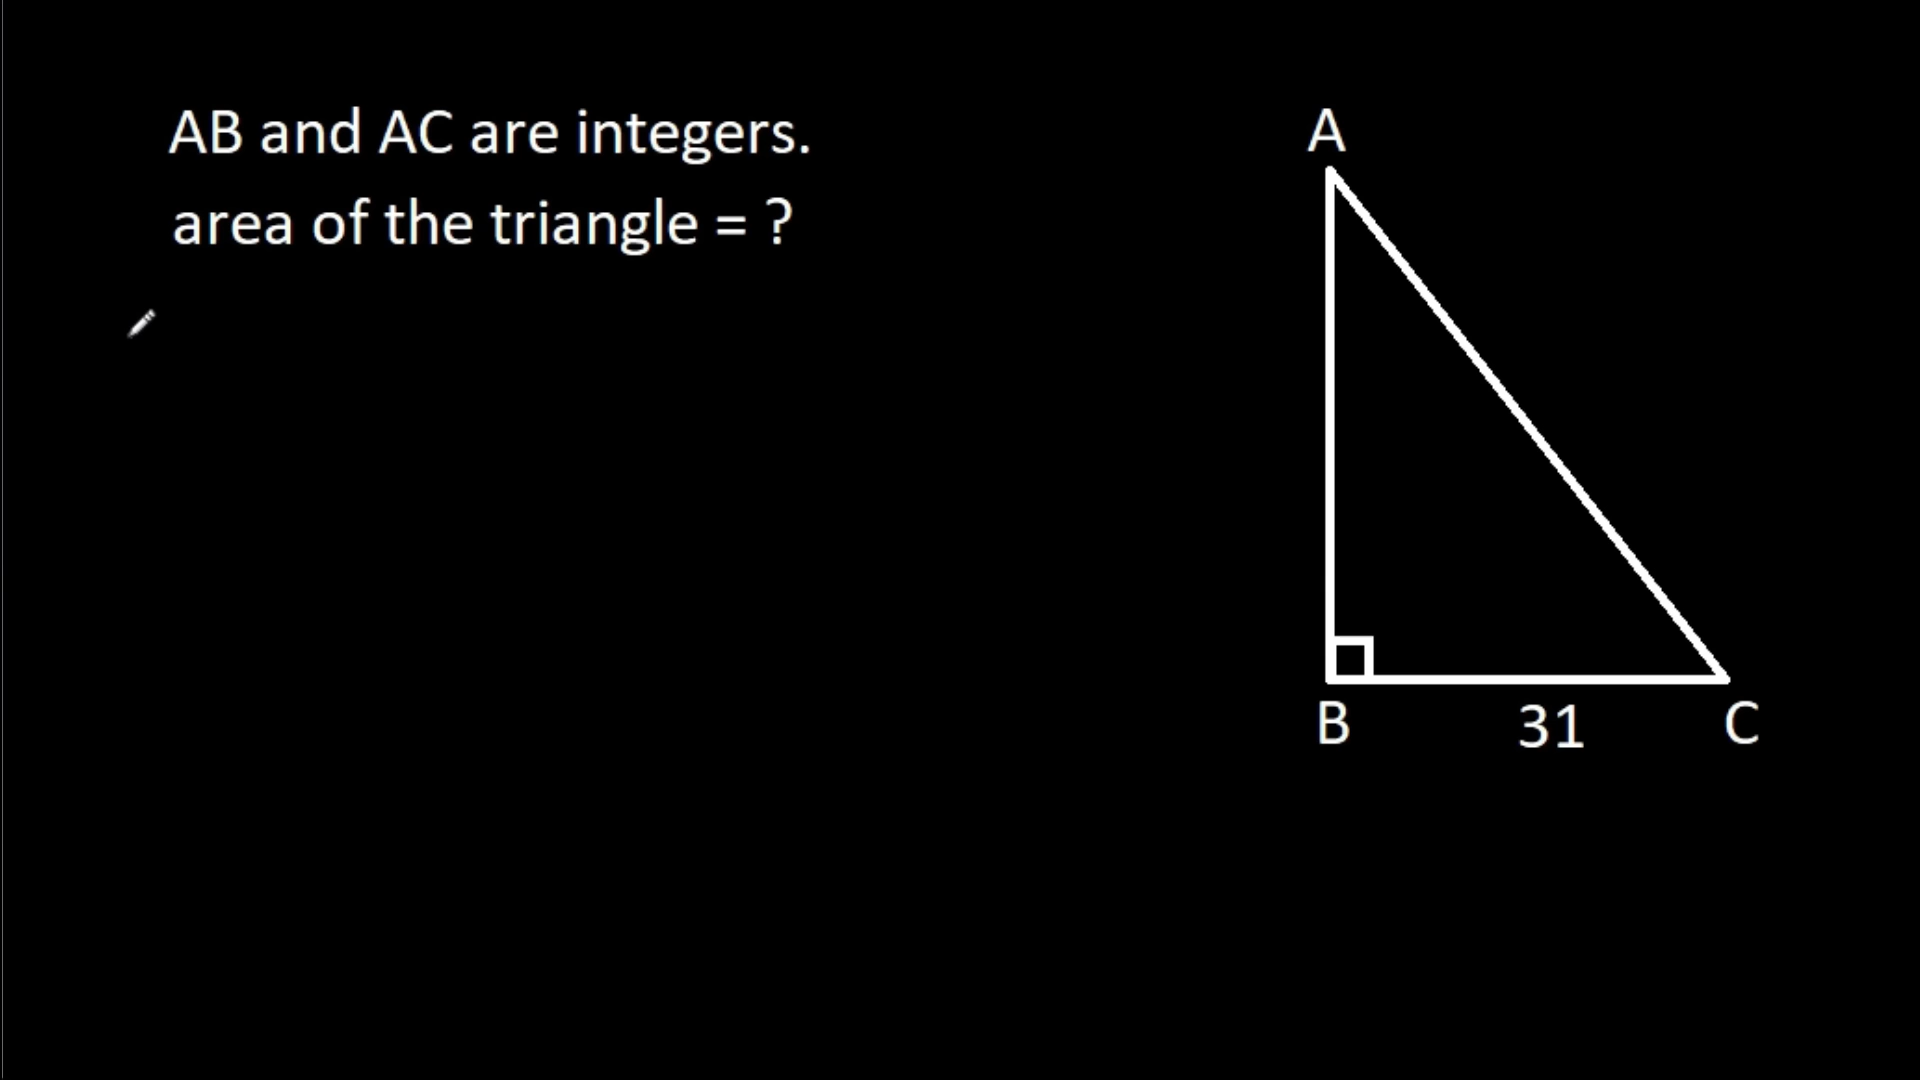 AB and AC are integers.
area of the triangle = ?
A
B
31
C